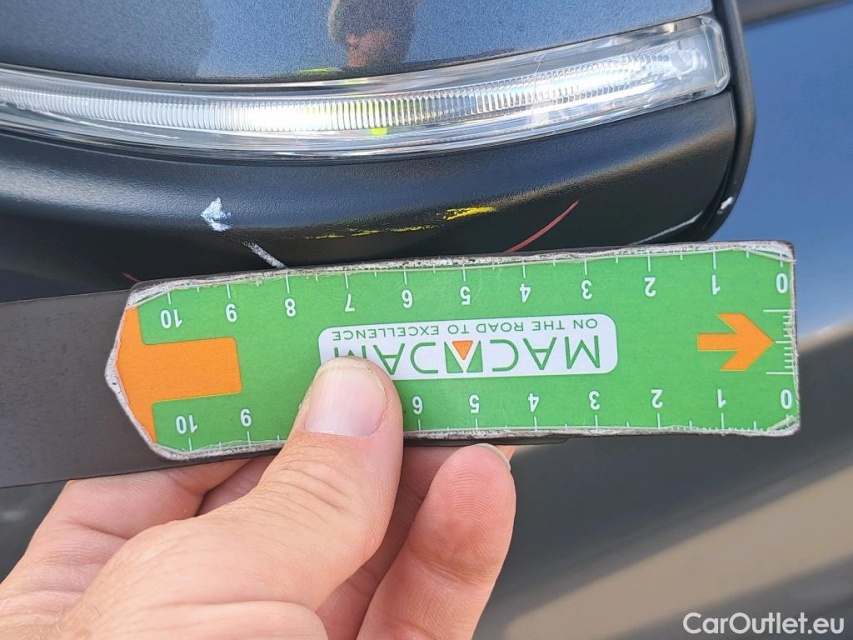 0 1 2 3 4 5 6 9 10
MACADAM
ON THE ROAD TO EXCELLENCE
0 1 2 3 4 5 6 7 8 9 10
CarOutlet.eu